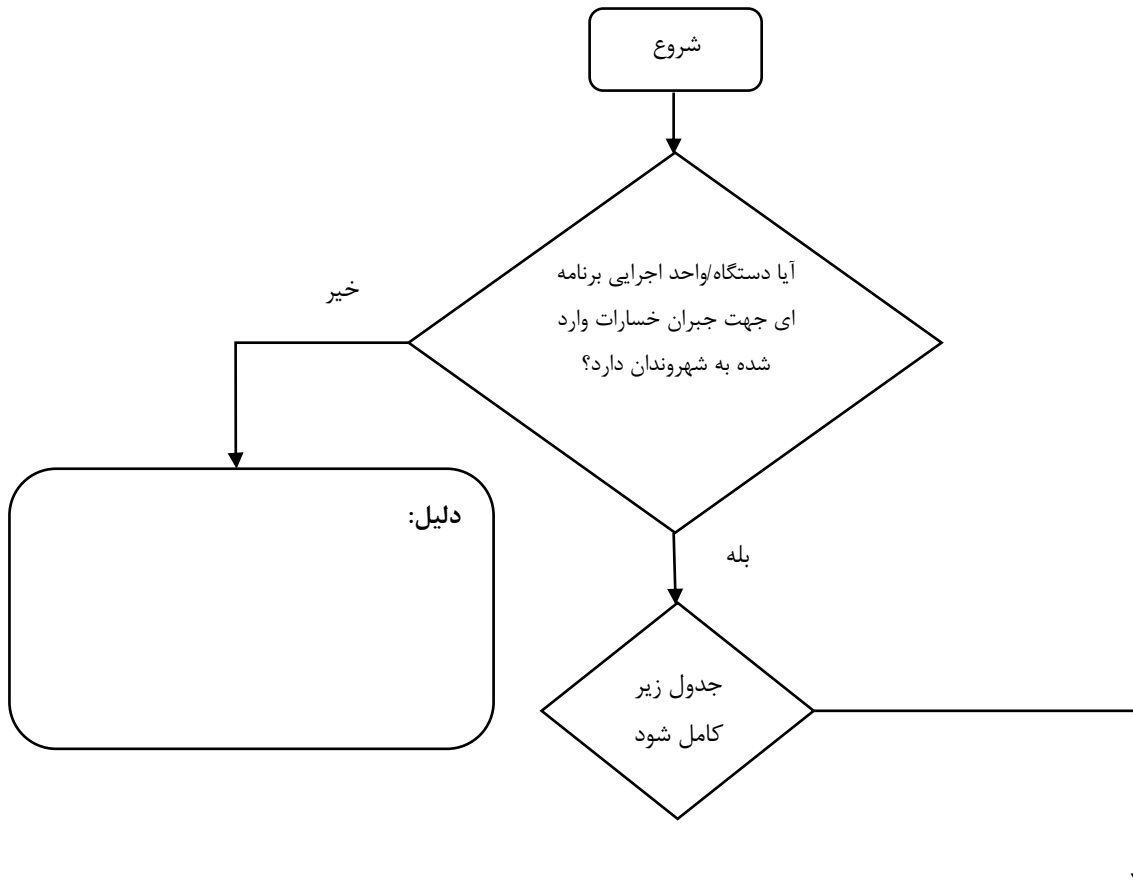 شروع
آیا دستگاه/واحد اجرایی برنامه
ای جهت جبران خسارات وارد
شده به شهروندان دارد؟
خیر
دلیل:
بله
جدول زیر
کامل شود